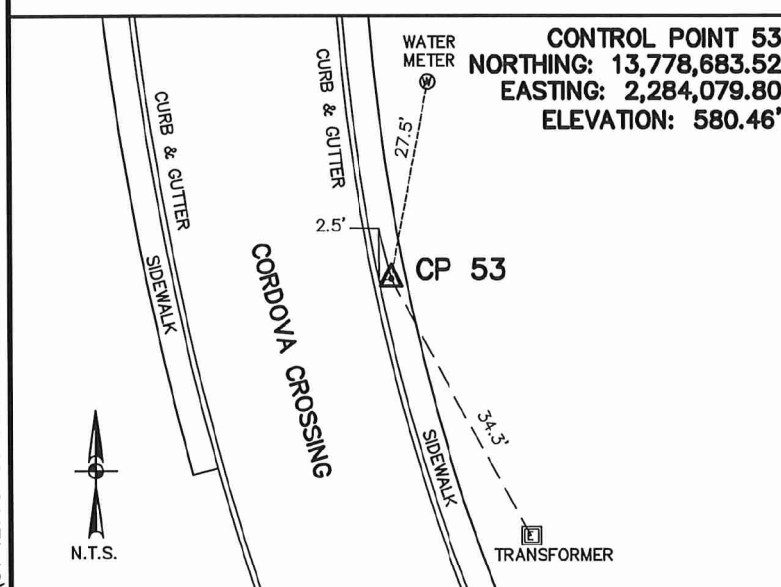 CONTROL POINT 53
NORTHING: 13,778,683.52
EASTING: 2,284,079.80
ELEVATION: 580.46'
WATER
METER
W
27.5'
CURB & GUTTER
CURB & GUTTER
2.5'
CP 53
SIDEWALK
CORDOVA CROSSING
34.3'
SIDEWALK
N.T.S.
E
TRANSFORMER